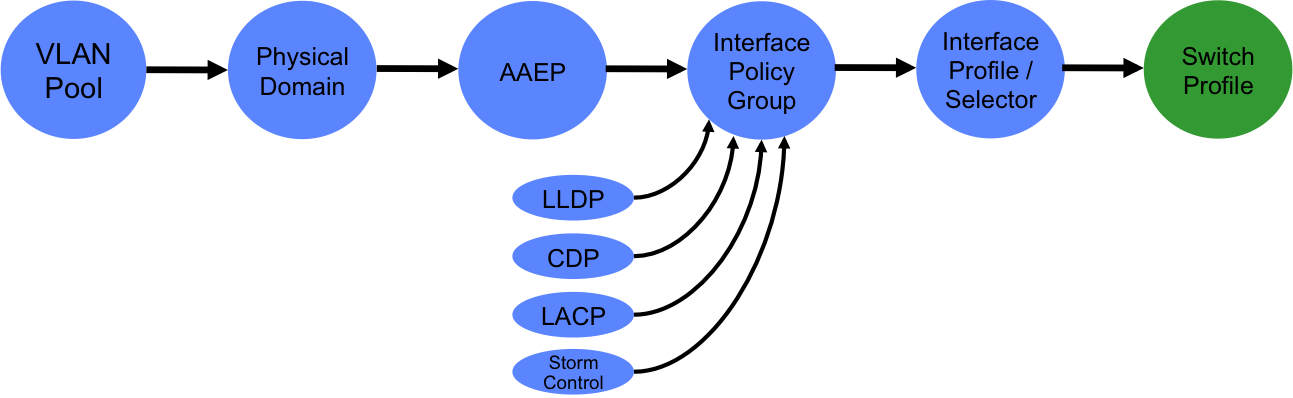 VLAN
Pool
Physical
Domain
AAEP
Interface
Policy
Group
Interface
Profile /
Selector
Switch
Profile
LLDP
CDP
LACP
Storm
Control